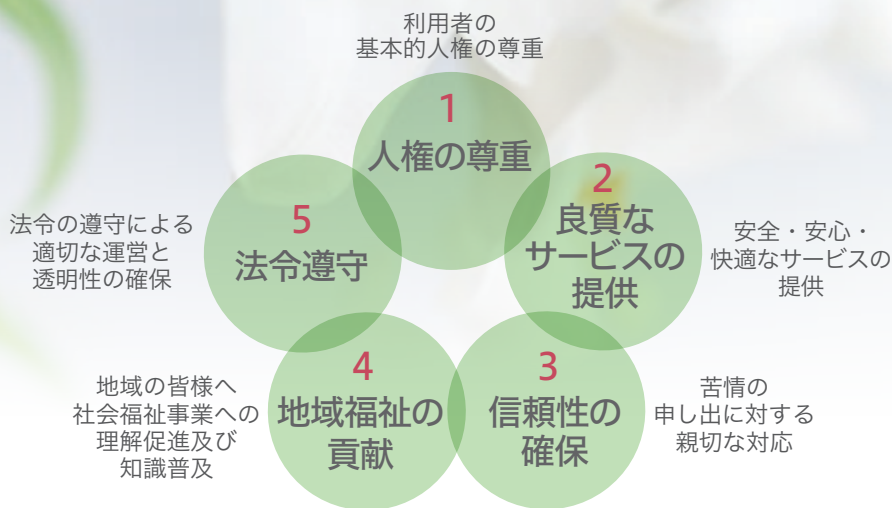 利用者の
基本的人権の尊重
1
人権の尊重
2
良質な
サービスの
提供
安全・安心・
快適なサービスの
提供
3
信頼性の
確保
苦情の
申し出に対する
親切な対応
4
地域福祉の
貢献
地域の皆様へ
社会福祉事業への
理解促進及び
知識普及
5
法令遵守
法令の遵守による
適切な運営と
透明性の確保